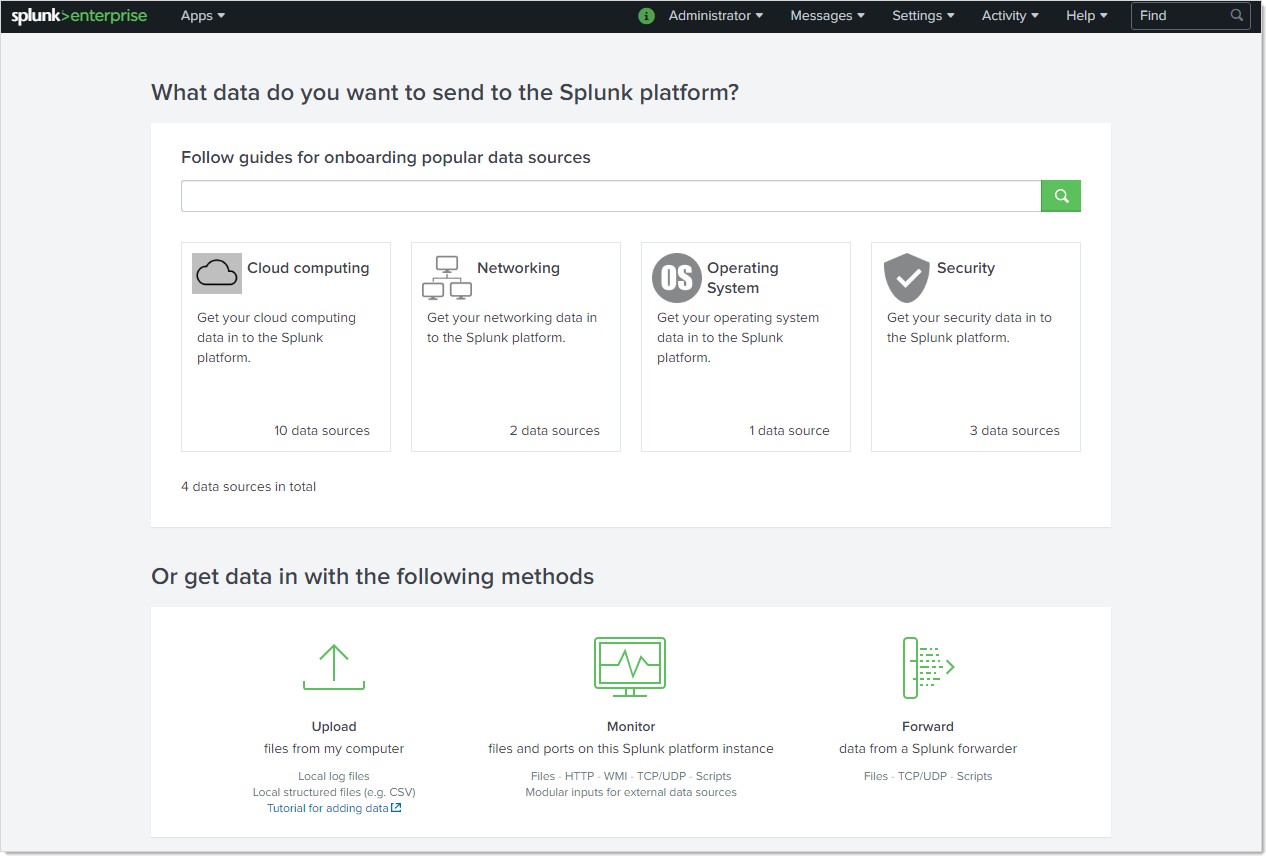 splunk>enterprise Apps i Administrator Messages Settings Activity Help Find
What data do you want to send to the Splunk platform?
Follow guides for onboarding popular data sources
Cloud computing
Get your cloud computing
data in to the Splunk
platform.
10 data sources
Networking
Get your networking data in
to the Splunk platform.
2 data sources
OS
Operating
System
Get your operating system
data in to the Splunk
platform.
1 data source
Security
Get your security data in to
the Splunk platform.
3 data sources
4 data sources in total
Or get data in with the following methods
Upload
files from my computer
Local log files
Local structured files (e.g. CSV)
Tutorial for adding data
Monitor
files and ports on this Splunk platform instance
Files - HTTP - WMI - TCP/UDP - Scripts
Modular inputs for external data sources
Forward
data from a Splunk forwarder
Files - TCP/UDP - Scripts